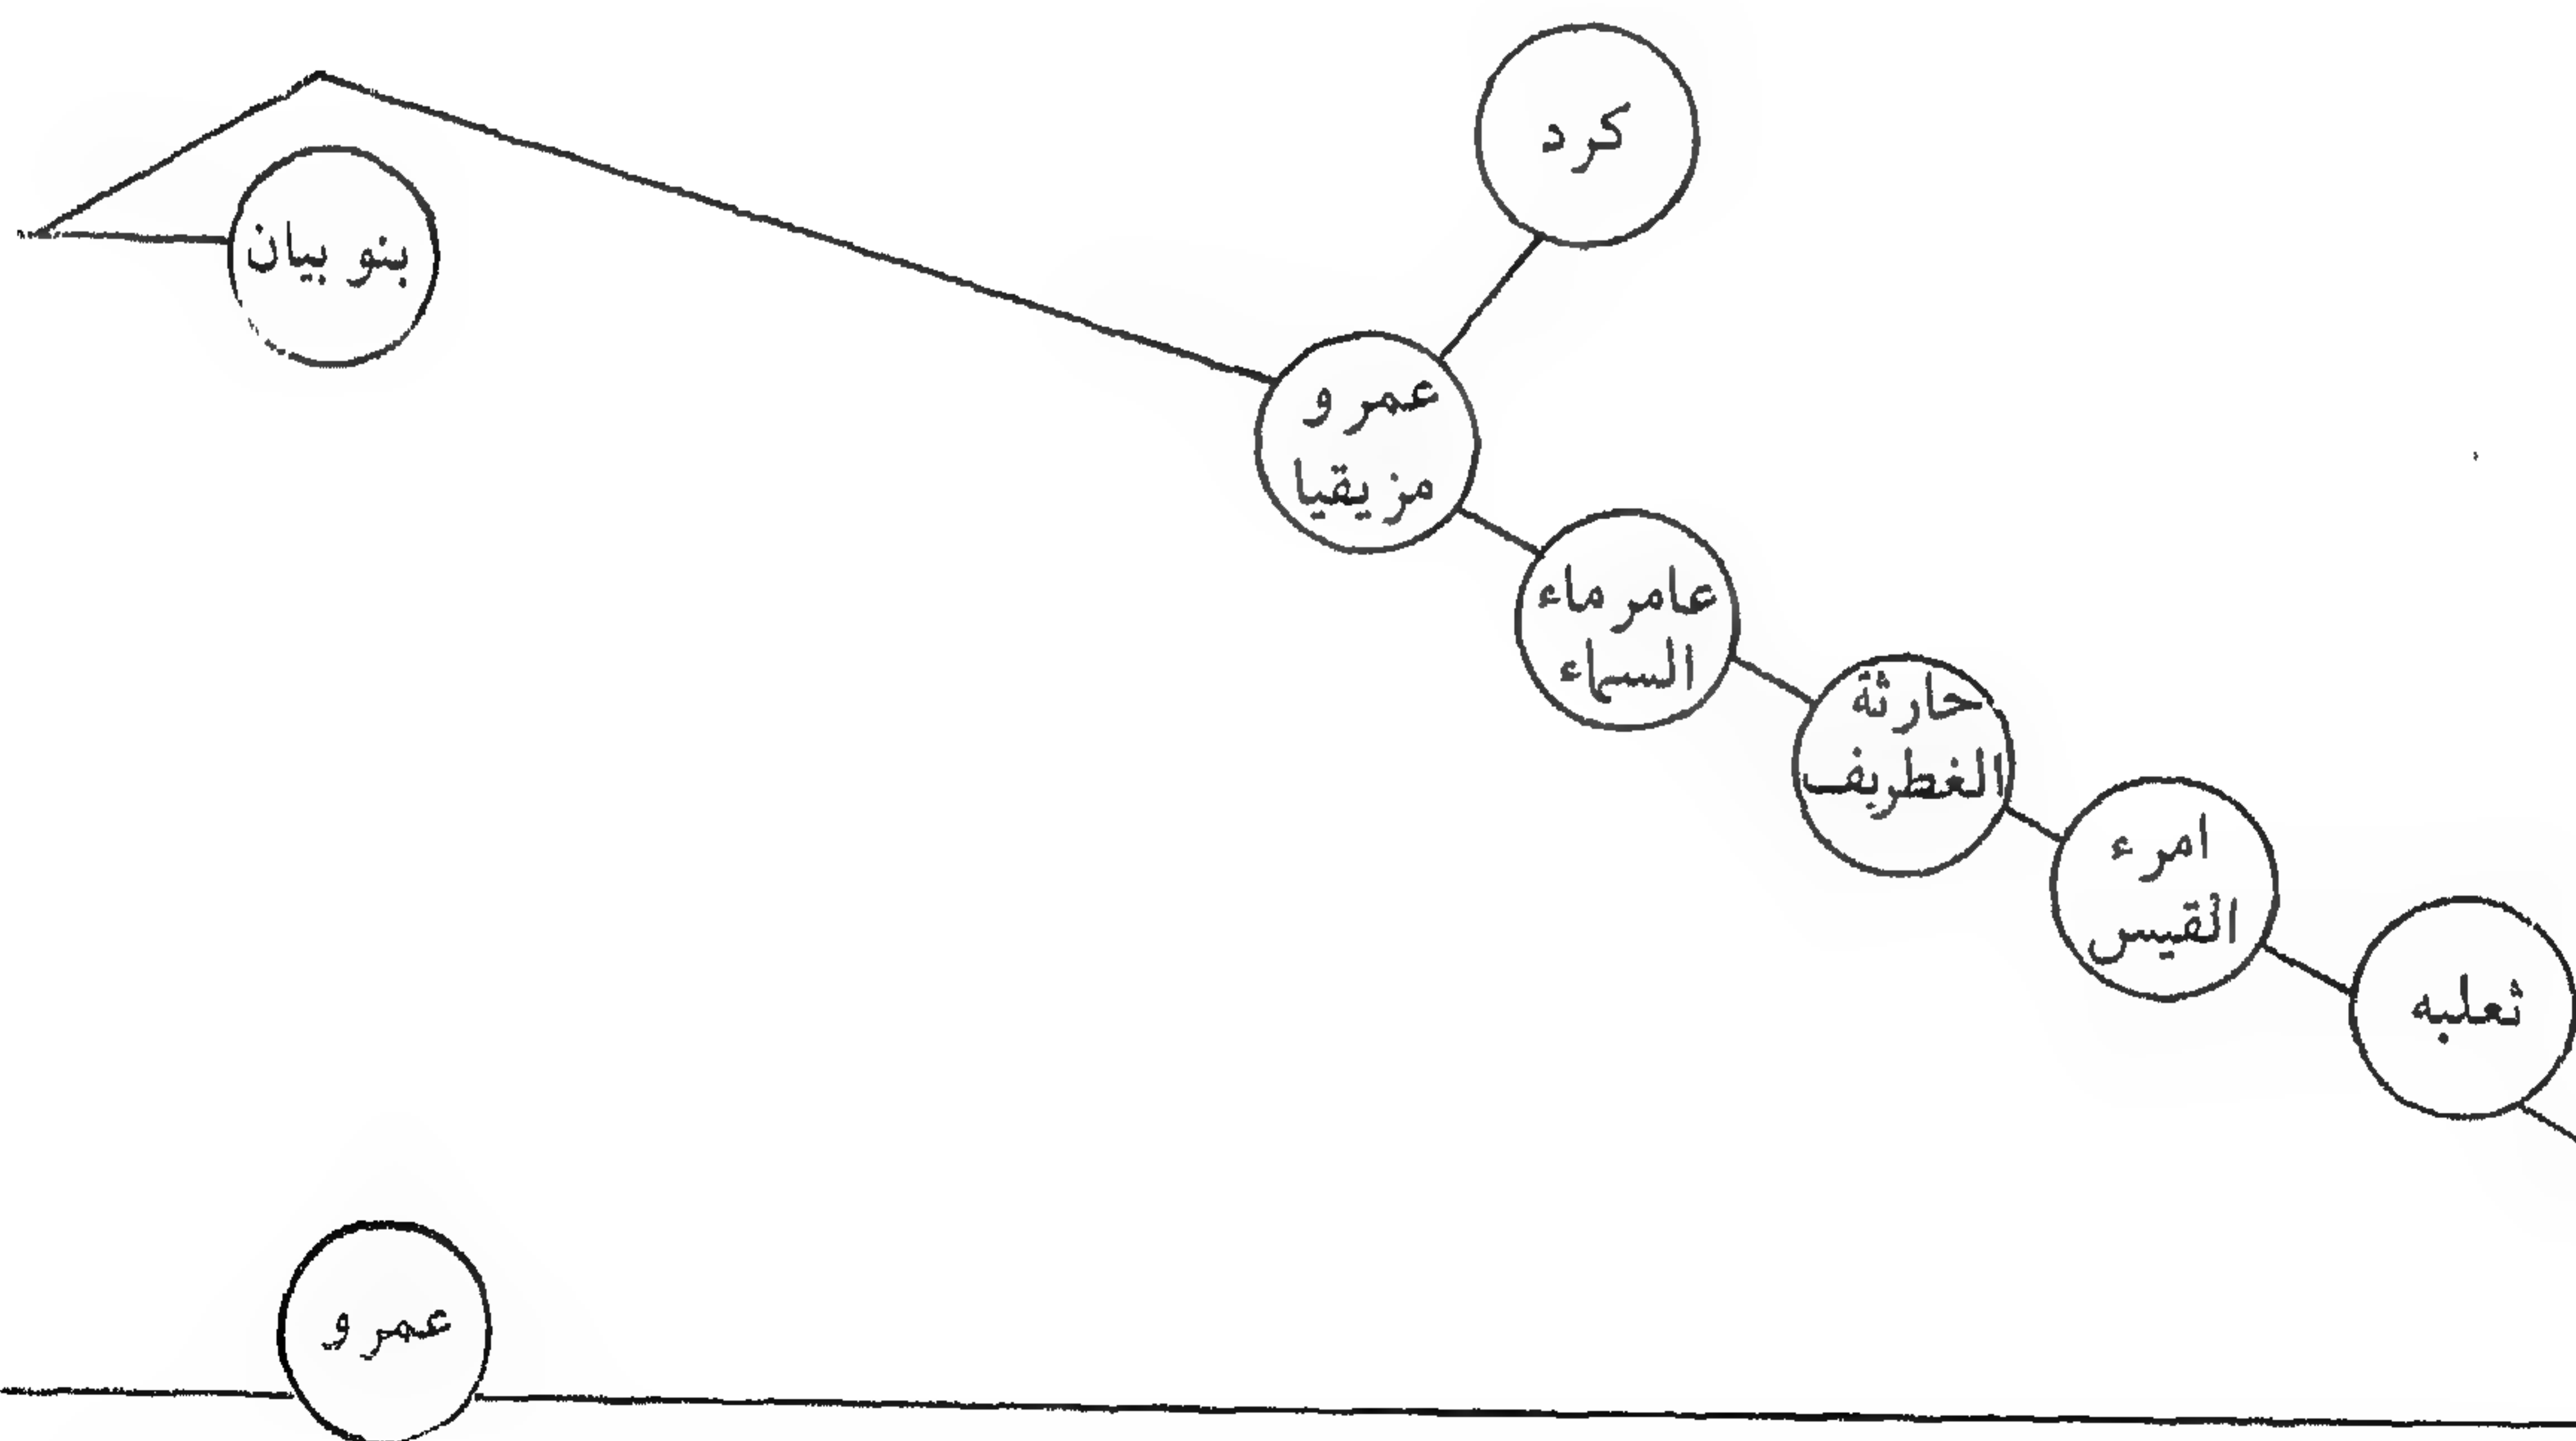 كرد
بنو بيان
عمرو
مزيقيا
عامر ماء
السماء
حارثة
الغطريف
امرء
القيس
ثعلبه
عمرو